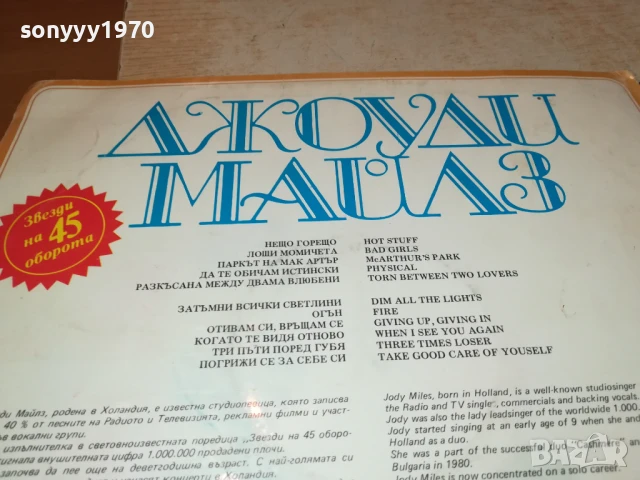 sonyyy1970
ДЖОУДИ
МАЙЛЗ
Звезди
на 45
оборота
НЕЩО ГОРЕЩО HOT STUFF
ЛОШИ МОМИЧЕТА BAD GIRLS
ПАРКЪТ НА МАК АРТЪР McARTHUR'S PARK
ДА ТЕ ОБИЧАМ ИСТИНСКИ PHYSICAL
РАЗКЪСАНА МЕЖДУ ДВАМА ВЛЮБЕНИ TORN BETWEEN TWO LOVERS
ЗАТЪМНИ ВСИЧКИ СВЕТЛИНИ DIM ALL THE LIGHTS
ОГЪН FIRE
ОТИВАМ СИ, ВРЪЩАМ СЕ GIVING UP, GIVING IN
КОГАТО ТЕ ВИДЯ ОТНОВО WHEN I SEE YOU AGAIN
ТРИ ПЪТИ ПОРЕД ГУБЯ THREE TIMES LOSER
ПОГРИЖИ СЕ ЗА СЕБЕ СИ TAKE GOOD CARE OF YOUSELF
ди Майлз, родена в Холандия, е известна студиопевица, която записва
40 % от песните на Радиото и Телевизията, рекламни филми и участ-
вокални групи.
изпълнителка в световноизвестната поредица „Звезди на 45 оборо-
внушителната цифра 1.000.000 продадени плочи.
започва да пее на деветгодишна възраст. С най-голямата си
концерти в Холандия.
Jody Miles, born in Holland, is a well-known studiosinger
the Radio and TV single, commercials and backing vocals.
Jody was also the lady leadsinger of the worldwide 1.000.
Jody started singing at an early age of 9 when she and
Holland as a duo.
She was a part of the successful duo "Cashmere" and
Bulgaria in 1980.
Jody Miles is now concentrated on a solo career.
bazar